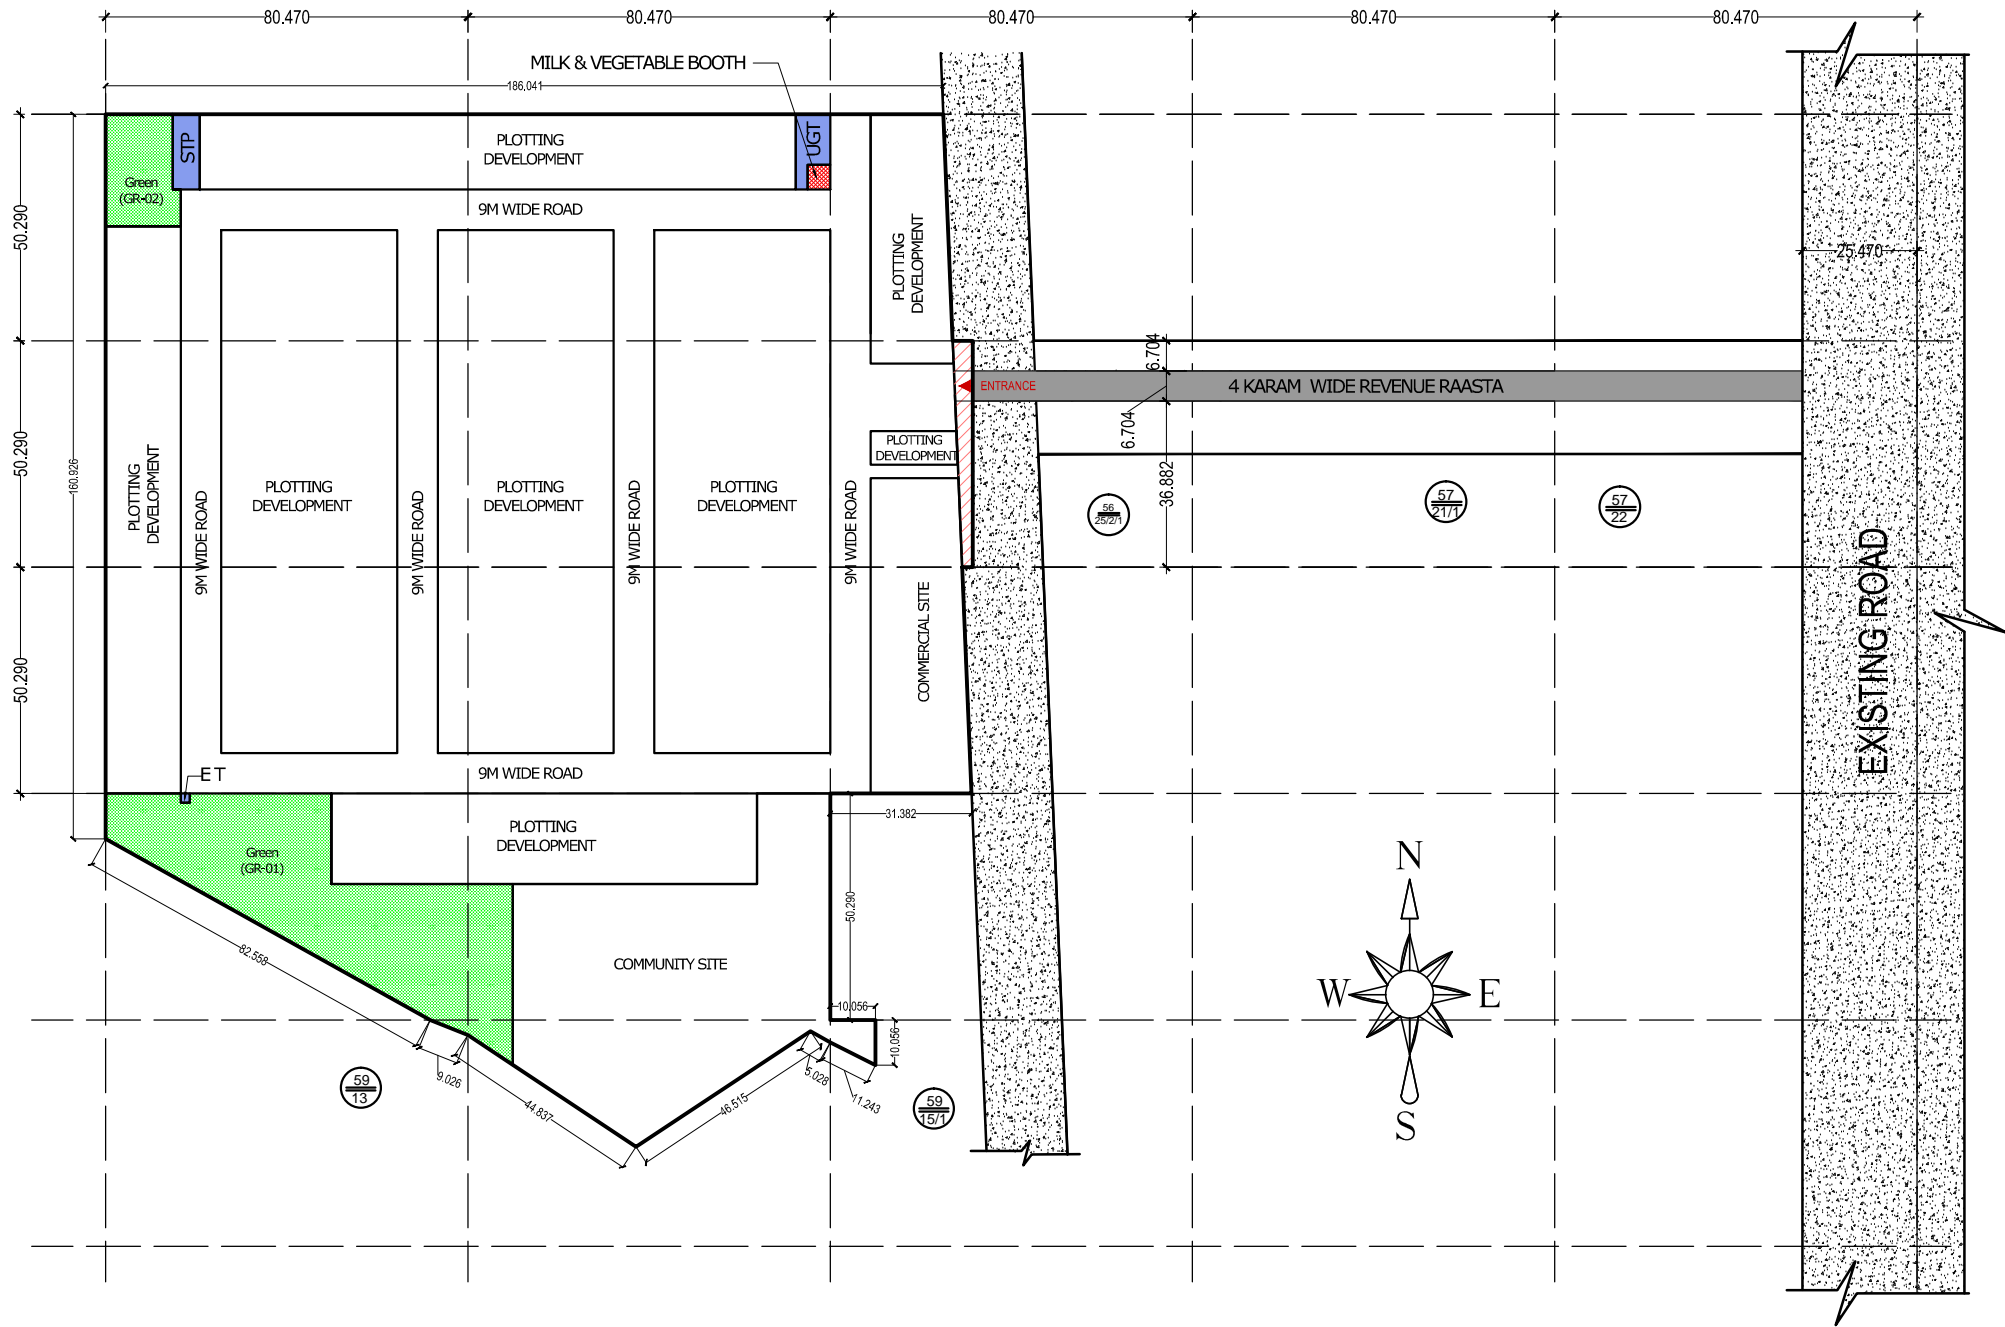 80.470
80.470
80.470
80.470
80.470
MILK & VEGETABLE BOOTH
186.041
STP
PLOTTING
DEVELOPMENT
UGT
Green
(GR-02)
9M WIDE ROAD
50.290
PLOTTING
DEVELOPMENT
25.470
6.704
ENTRANCE
4 KARAM WIDE REVENUE RAASTA
6.704
36.882
50.290
160.926
PLOTTING
DEVELOPMENT
9M WIDE ROAD
PLOTTING
DEVELOPMENT
9M WIDE ROAD
PLOTTING
DEVELOPMENT
9M WIDE ROAD
PLOTTING
DEVELOPMENT
9M WIDE ROAD
PLOTTING
DEVELOPMENT
56
25/2/1
57
21/1
57
22
COMMERCIAL SITE
EXISTING ROAD
50.290
E T
9M WIDE ROAD
31.382
PLOTTING
DEVELOPMENT
Green
(GR-01)
50.290
82.558
COMMUNITY SITE
10.056
10.056
N
W
E
S
59
13
9.026
44.837
46.515
5.028
11.243
59
15/1